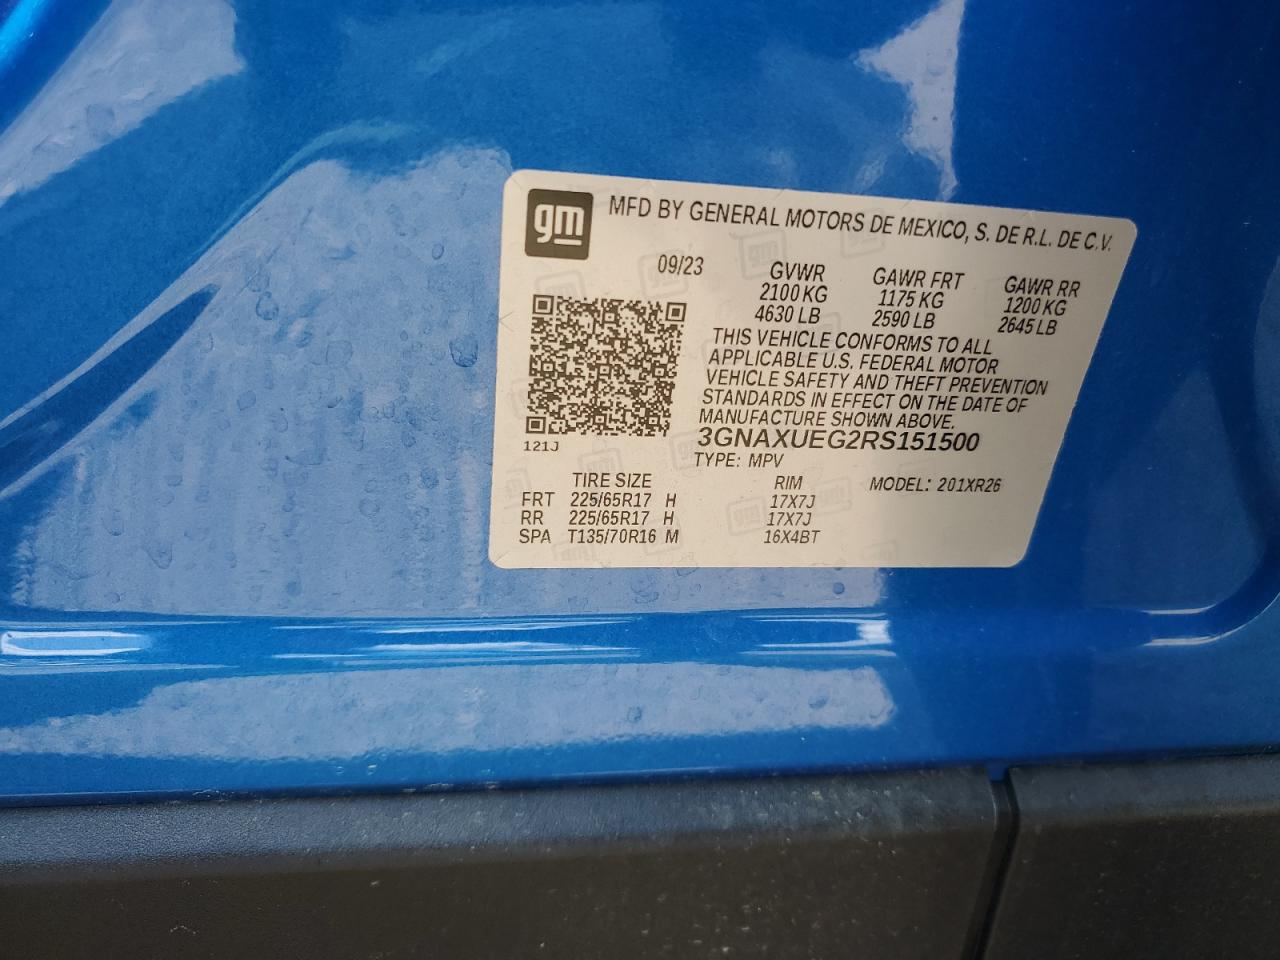 gm MFD BY GENERAL MOTORS DE MEXICO, S. DE R.L. DE C.V.
09/23 GVWR GAWR FRT GAWR RR
2100 KG 1175 KG 1200 KG
4630 LB 2590 LB 2645 LB
THIS VEHICLE CONFORMS TO ALL
APPLICABLE U.S. FEDERAL MOTOR
VEHICLE SAFETY AND THEFT PREVENTION
STANDARDS IN EFFECT ON THE DATE OF
MANUFACTURE SHOWN ABOVE.
121J 3GNAXUEG2RS151500
TYPE: MPV
TIRE SIZE RIM MODEL: 201XR26
FRT 225/65R17 H 17X7J
RR 225/65R17 H 17X7J
SPA T135/70R16 M 16X4BT